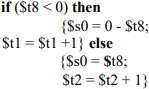 if ($t8 < 0) then
{$s0 = 0 - $t8;
$t1 = $t1 +1} else
{$s0 = $t8;
$t2 = $t2 + 1}